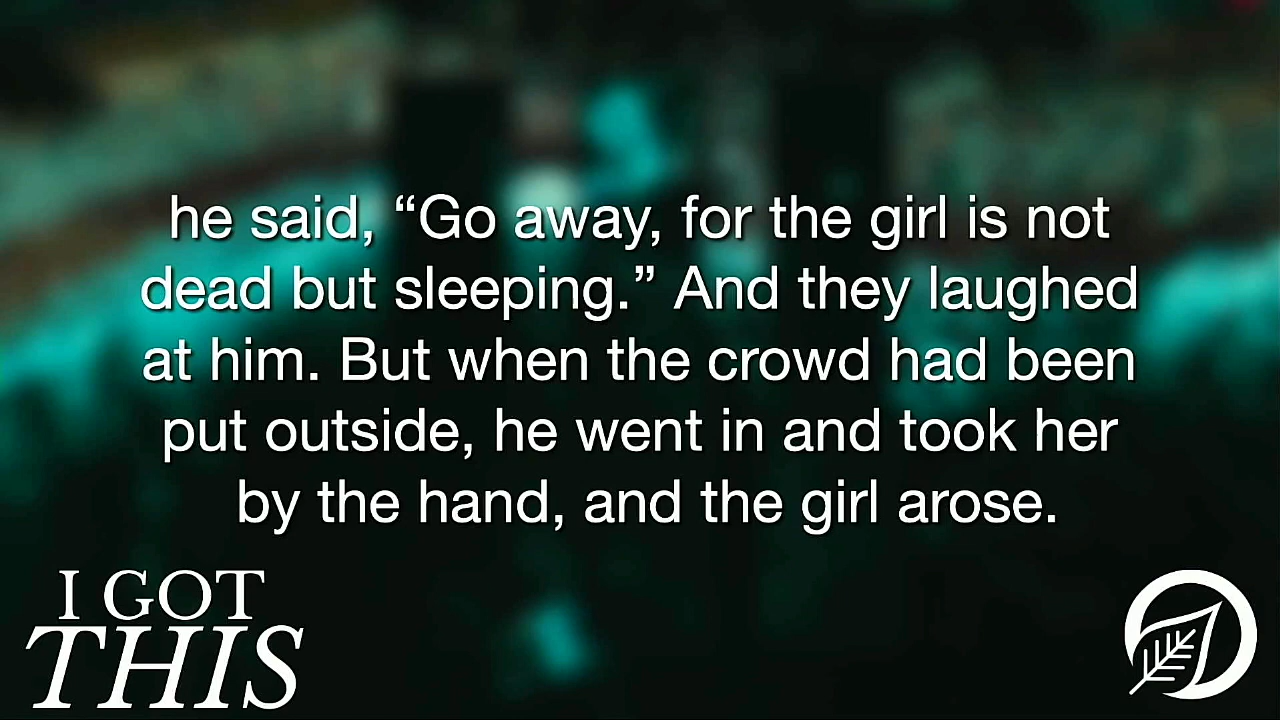 he said, “Go away, for the girl is not
dead but sleeping.” And they laughed
at him. But when the crowd had been
put outside, he went in and took her
by the hand, and the girl arose.
I GOT
THIS